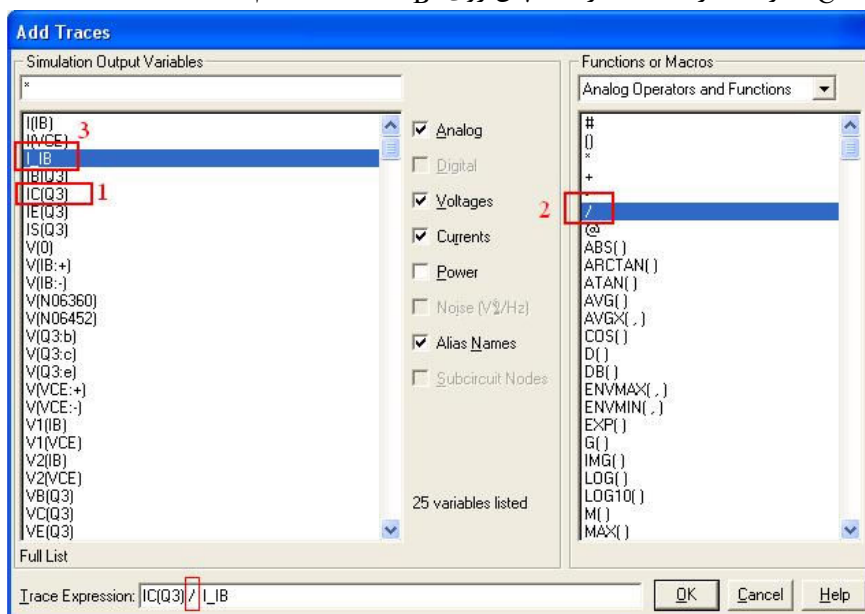 Add Traces
Simulation Output Variables
*
I(IB)
I(VCE)
I_IB
IB(Q3)
IC(Q3)
IE(Q3)
IS(Q3)
V(0)
V(IB:+)
V(IB:-)
V(N06360)
V(N06452)
V(Q3:b)
V(Q3:c)
V(Q3:e)
V(VCE:+)
V(VCE:-)
V1(IB)
V1(VCE)
V2(IB)
V2(VCE)
VB(Q3)
VC(Q3)
VE(Q3)
Full List
3
1
Analog
Digital
Voltages
Currents
Power
Noise (V²/Hz)
Alias Names
Subcircuit Nodes
25 variables listed
2
Functions or Macros
Analog Operators and Functions
#
()
*
+
-
/
@
ABS( )
ARCTAN( )
ATAN( )
AVG( )
AVGX( , )
COS( )
D( )
DB( )
ENVMAX( , )
ENVMIN( , )
EXP( )
G( )
IMG( )
LOG( )
LOG10( )
M( )
MAX( )
Trace Expression: IC(Q3) / I_IB
OK
Cancel
Help